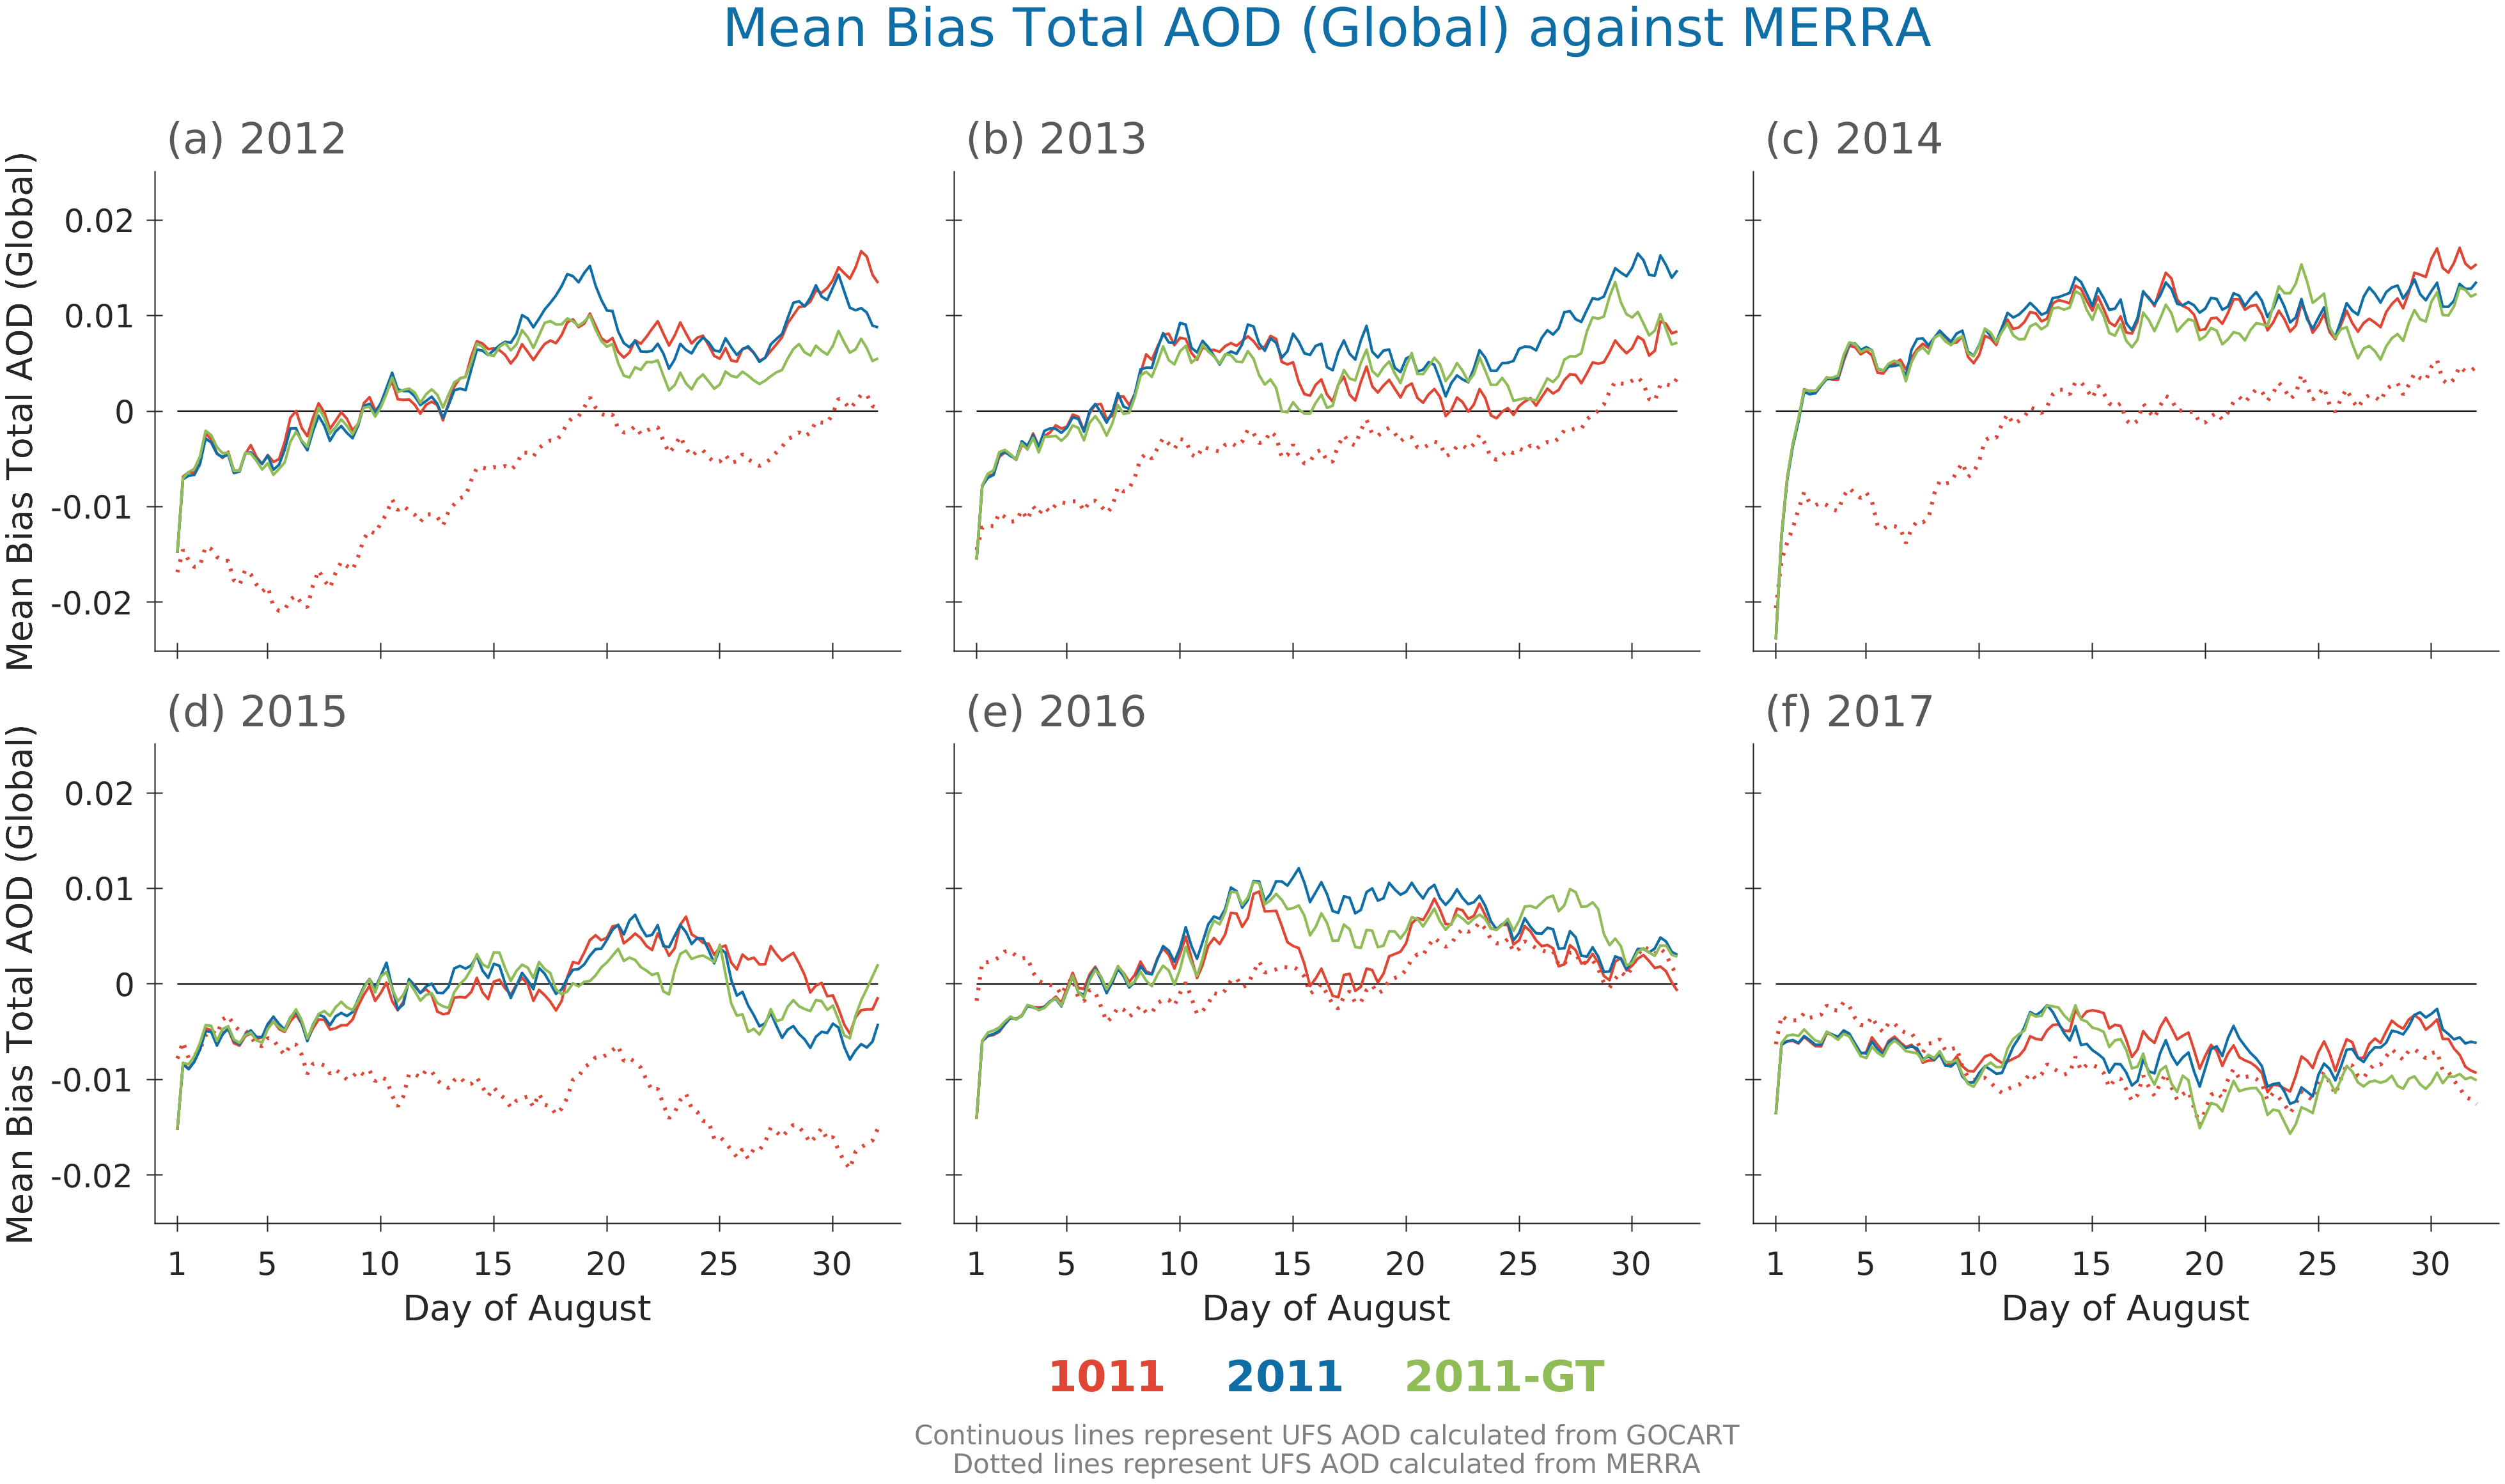 Mean Bias Total AOD (Global) against MERRA
(a) 2012
(b) 2013
(c) 2014
Mean Bias Total AOD (Global)
0.02
0.01
0
-0.01
-0.02
(d) 2015
(e) 2016
(f) 2017
Mean Bias Total AOD (Global)
0.02
0.01
0
-0.01
-0.02
1 5 10 15 20 25 30
1 5 10 15 20 25 30
1 5 10 15 20 25 30
Day of August
Day of August
Day of August
1011 2011 2011-GT
Continuous lines represent UFS AOD calculated from GOCART
Dotted lines represent UFS AOD calculated from MERRA